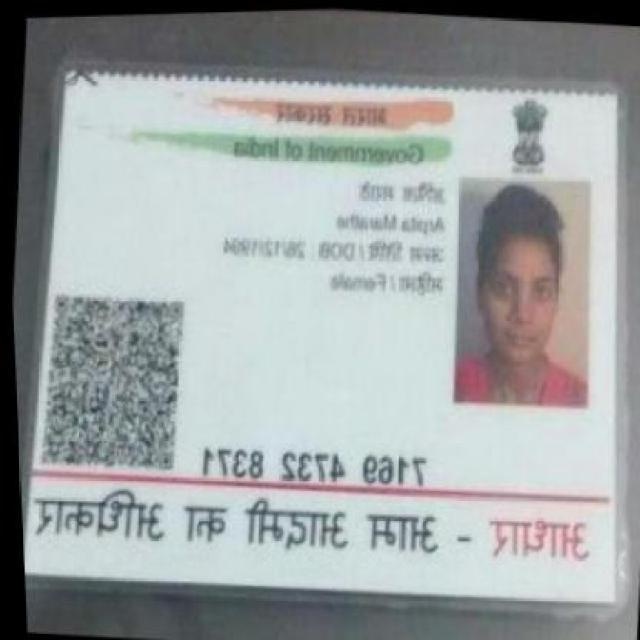 भारत सरकार
Government of India
मराठे
Arpita Marathe
जन्म तिथि / DOB : 26/12/1994
महिला / Female
7169 4732 8371
आधार - आम आदमी का अधिकार